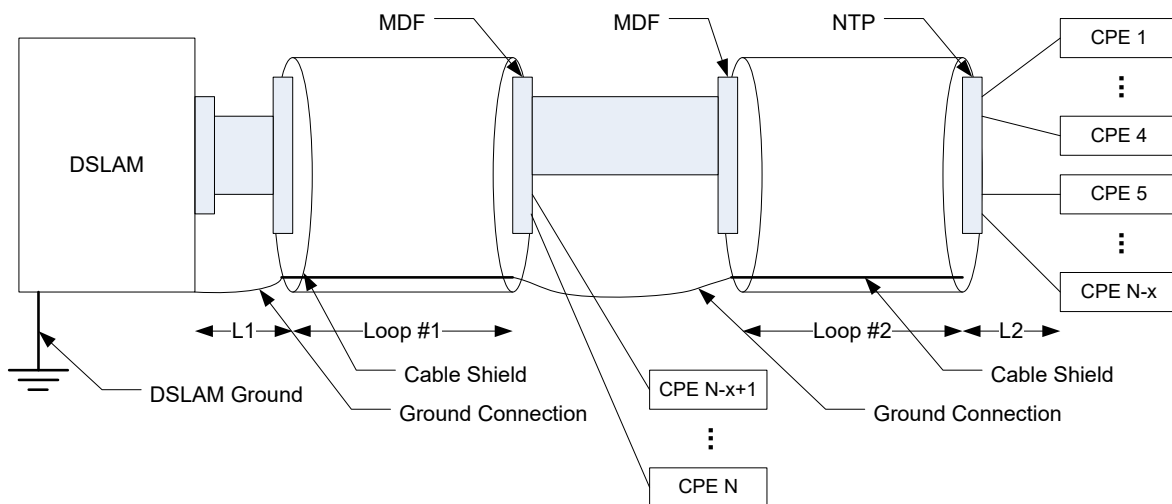 MDF
MDF
NTP
CPE 1
CPE 4
DSLAM
CPE 5
CPE N-x
L1
Loop #1
Loop #2
L2
Cable Shield
Cable Shield
DSLAM Ground
CPE N-x+1
Ground Connection
Ground Connection
CPE N